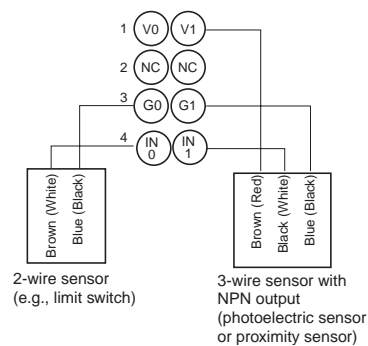 1 V0 V1
2 NC NC
3 G0 G1
4 IN 0 IN 1
Brown (White)
Blue (Black)
Brown (Red)
Black (White)
Blue (Black)
2-wire sensor
(e.g., limit switch)
3-wire sensor with
NPN output
(photoelectric sensor
or proximity sensor)